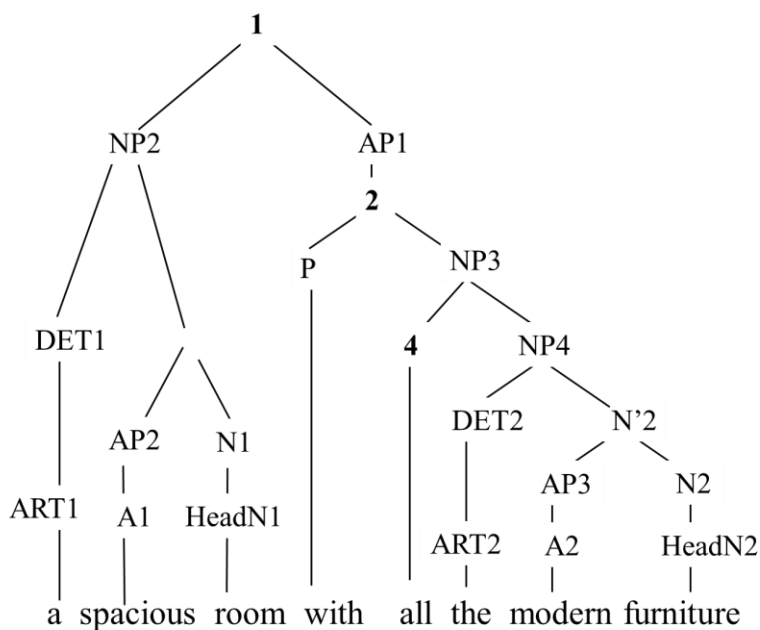 1
NP2 AP1
2
P NP3
DET1 4 NP4
AP2 N1 DET2 N'2
ART1 A1 HeadN1 AP3 N2
ART2 A2 HeadN2
a spacious room with all the modern furniture